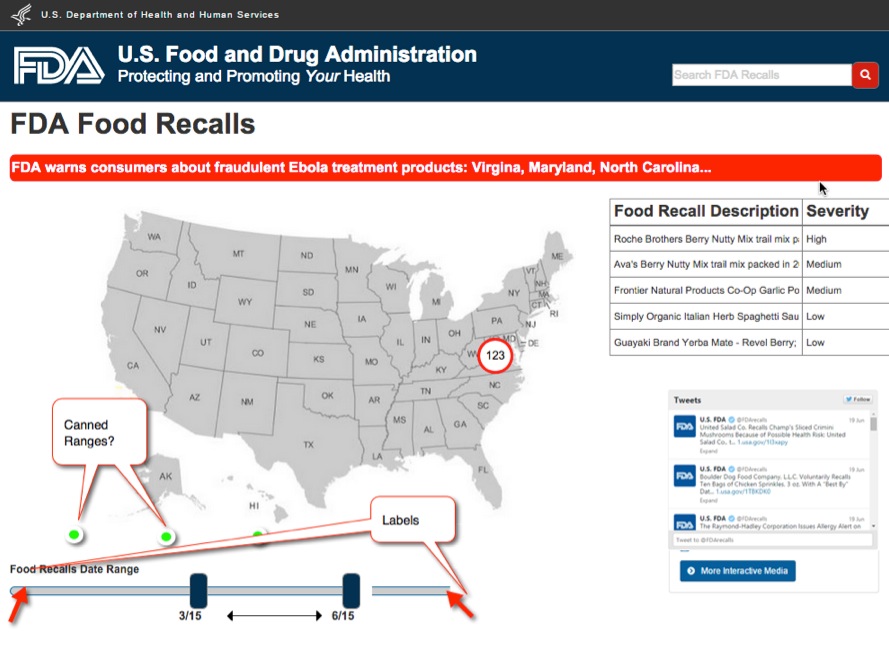 U.S. Department of Health and Human Services
FDA
U.S. Food and Drug Administration
Protecting and Promoting Your Health
Search FDA Recalls
FDA Food Recalls
FDA warns consumers about fraudulent Ebola treatment products: Virgina, Maryland, North Carolina...
Food Recall Description Severity
Roche Brothers Berry Nutty Mix trail mix pa High
Ava's Berry Nutty Mix trail mix packed in 2 Medium
Frontier Natural Products Co-Op Garlic Po Medium
Simply Organic Italian Herb Spaghetti Sau Low
Guayaki Brand Yerba Mate - Revel Berry; Low
WA
MT
ND
MN
ME
OR
ID
WY
SD
WI
MI
VT
NH
MA
NY
CT
RI
NV
UT
CO
NE
IA
IL
IN
OH
PA
NJ
MD
DE
CA
KS
MO
KY
123
AZ
NM
OK
AR
TN
NC
SC
MS
AL
GA
TX
LA
FL
AK
HI
Canned
Ranges?
Labels
Food Recalls Date Range
3/15
6/15
Tweets
Follow
U.S. FDA @FDArecalls 19 Jun
United Salad Co. Recalls Champ's Sliced Crimini
Mushrooms Because of Possible Health Risk: United
Salad Co., t... 1.usa.gov/1I3xapy
Expand
FDA
U.S. FDA @FDArecalls 19 Jun
Boulder Dog Food Company, L.L.C. Voluntarily Recalls
Ten Bags of Chicken Sprinkles, 3 oz. With A "Best By"
Dat... 1.usa.gov/1TBKDK0
Expand
FDA
U.S. FDA @FDArecalls 19 Jun
The Raymond-Hadley Corporation Issues Allergy Alert on
FDA
Tweet to @FDArecalls
More Interactive Media